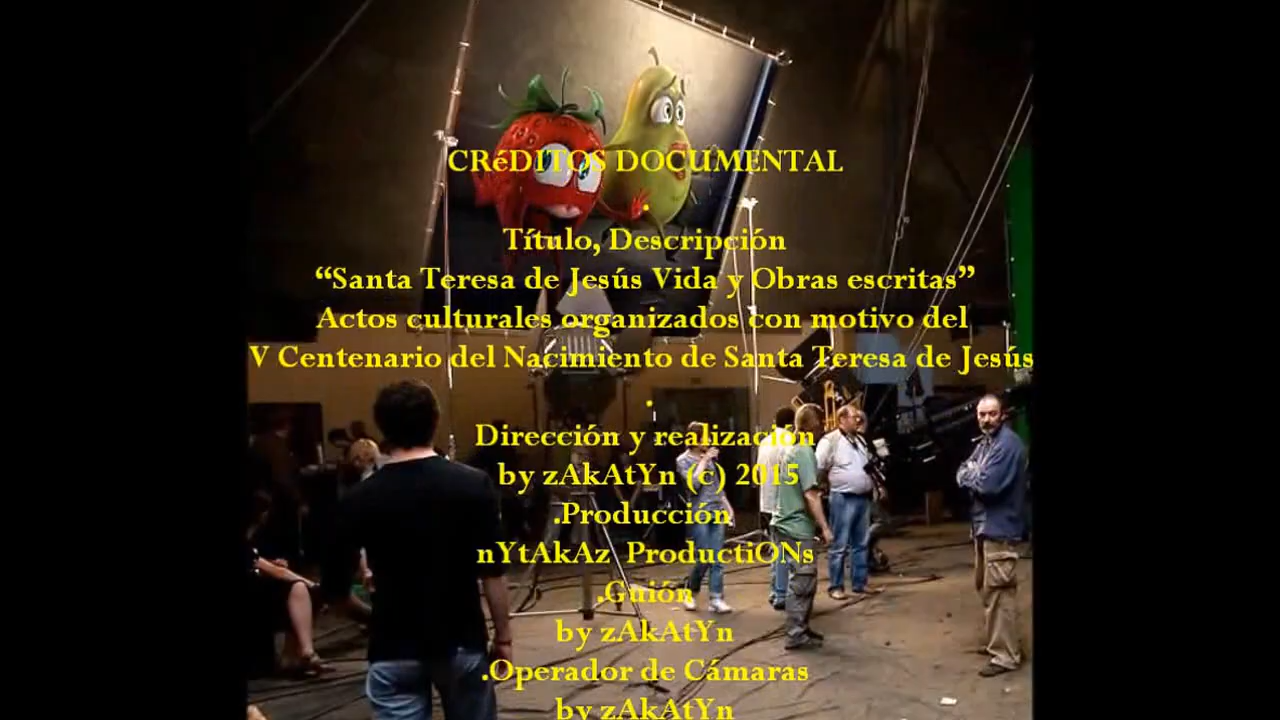 CRéDITOS DOCUMENTAL
.
Título, Descripción
“Santa Teresa de Jesús Vida y Obras escritas”
Actos culturales organizados con motivo del
V Centenario del Nacimiento de Santa Teresa de Jesús
.
Dirección y realización
by zAkAtYn (c) 2015
.Producción
nYtAkAz ProductiONs
.Guión
by zAkAtYn
.Operador de Cámaras
by zAkAtYn